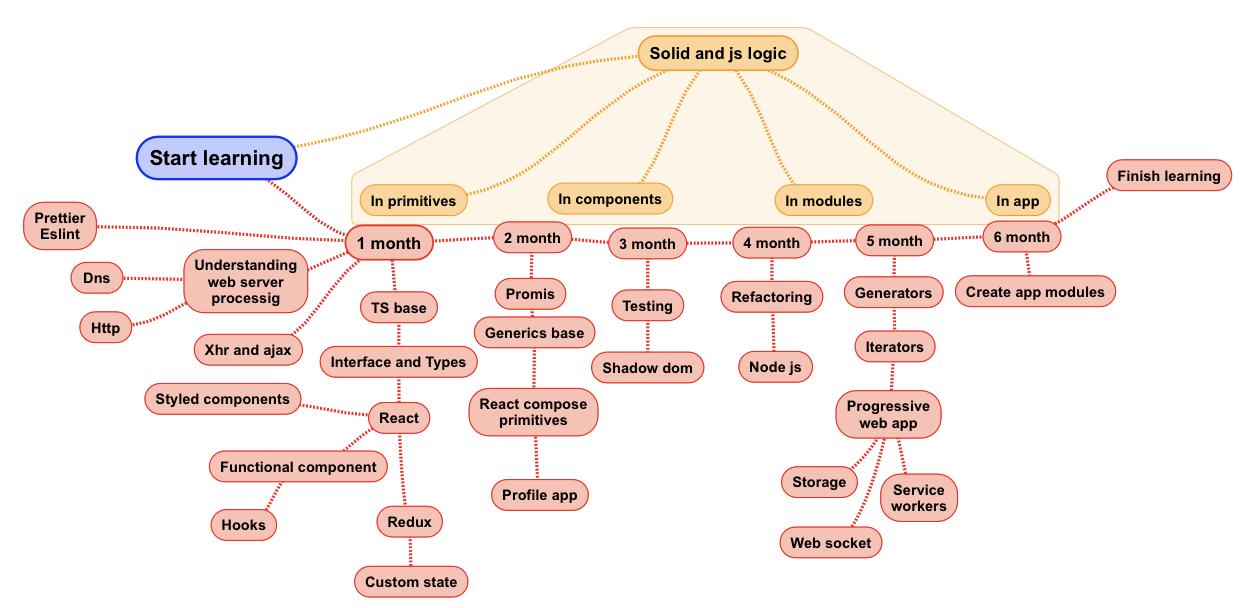 Solid and js logic
Start learning
In primitives
In components
In modules
In app
Finish learning
Prettier
Eslint
1 month
2 month
3 month
4 month
5 month
6 month
Understanding
web server
processig
Dns
Http
Xhr and ajax
TS base
Interface and Types
Styled components
React
Functional component
Hooks
Redux
Custom state
Promis
Generics base
React compose
primitives
Profile app
Testing
Shadow dom
Refactoring
Node js
Generators
Iterators
Progressive
web app
Storage
Service
workers
Web socket
Create app modules